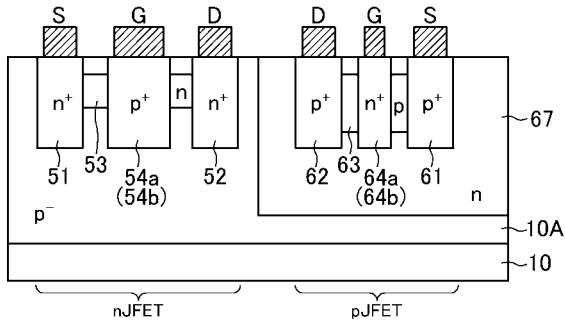 S G D D G S
n+ p+ n n+ p+ n+ p p+
67
51 53 54a 52 62 63 64a 61
(54b) (64b)
p− n
10A
10
nJFET pJFET